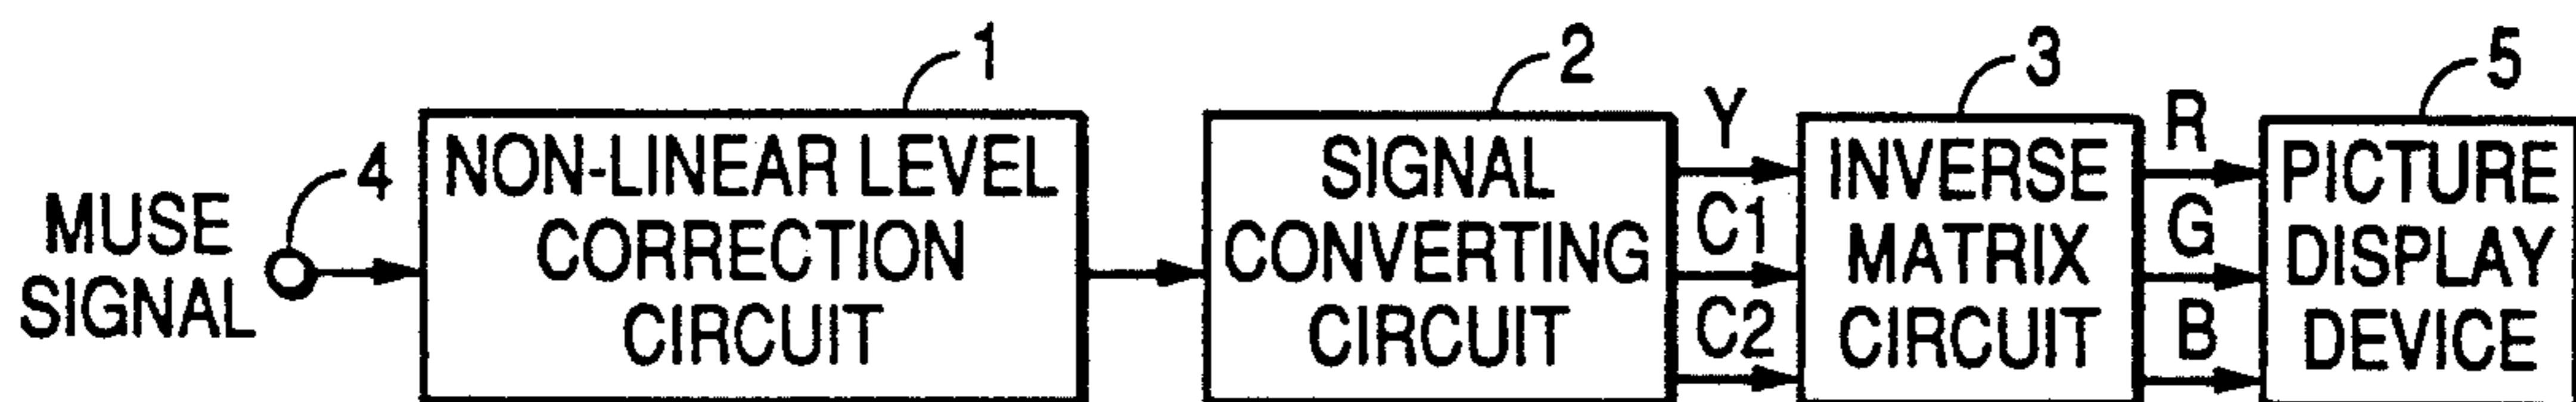 MUSE
SIGNAL
4
1
NON-LINEAR LEVEL
CORRECTION
CIRCUIT
2
SIGNAL
CONVERTING
CIRCUIT
Y
C1
C2
3
INVERSE
MATRIX
CIRCUIT
R
G
B
5
PICTURE
DISPLAY
DEVICE